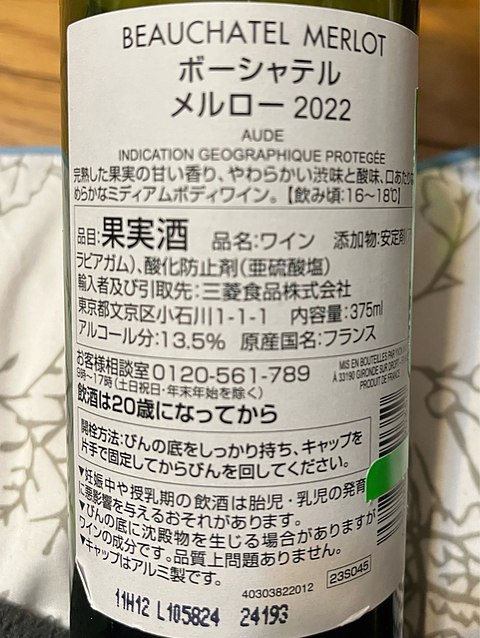 BEAUCHATEL MERLOT
ボーシャテル
メルロー 2022
AUDE
INDICATION GEOGRAPHIQUE PROTEGÉE
完熟した果実の甘い香り、やわらかい渋味と酸味、口あたり
めらかなミディアムボディワイン。【飲み頃:16~18℃】
品目:果実酒 品名:ワイン 添加物:安定剤
ラビアガム)、酸化防止剤(亜硫酸塩)
輸入者及び引取先:三菱食品株式会社
東京都文京区小石川1-1-1 内容量:375ml
アルコール分:13.5% 原産国名:フランス
お客様相談室 0120-561-789
9時~17時(土日祝日・年末年始を除く)
MIS EN BOUTEILLES PAR
À 33190 GIRONDE SUR DROPT
PRODUIT DE FRANCE
飲酒は20歳になってから
開栓方法:びんの底をしっかり持ち、キャップを
片手で固定してからびんを回してください。
▼妊娠中や授乳期の飲酒は胎児・乳児の発育
に悪影響を与えるおそれがあります。
▼びんの底に沈殿物を生じる場合がありますが
ワインの成分です。品質上問題ありません。
▼キャップはアルミ製です。
40303822012
23S045
11H12 L105824 24193